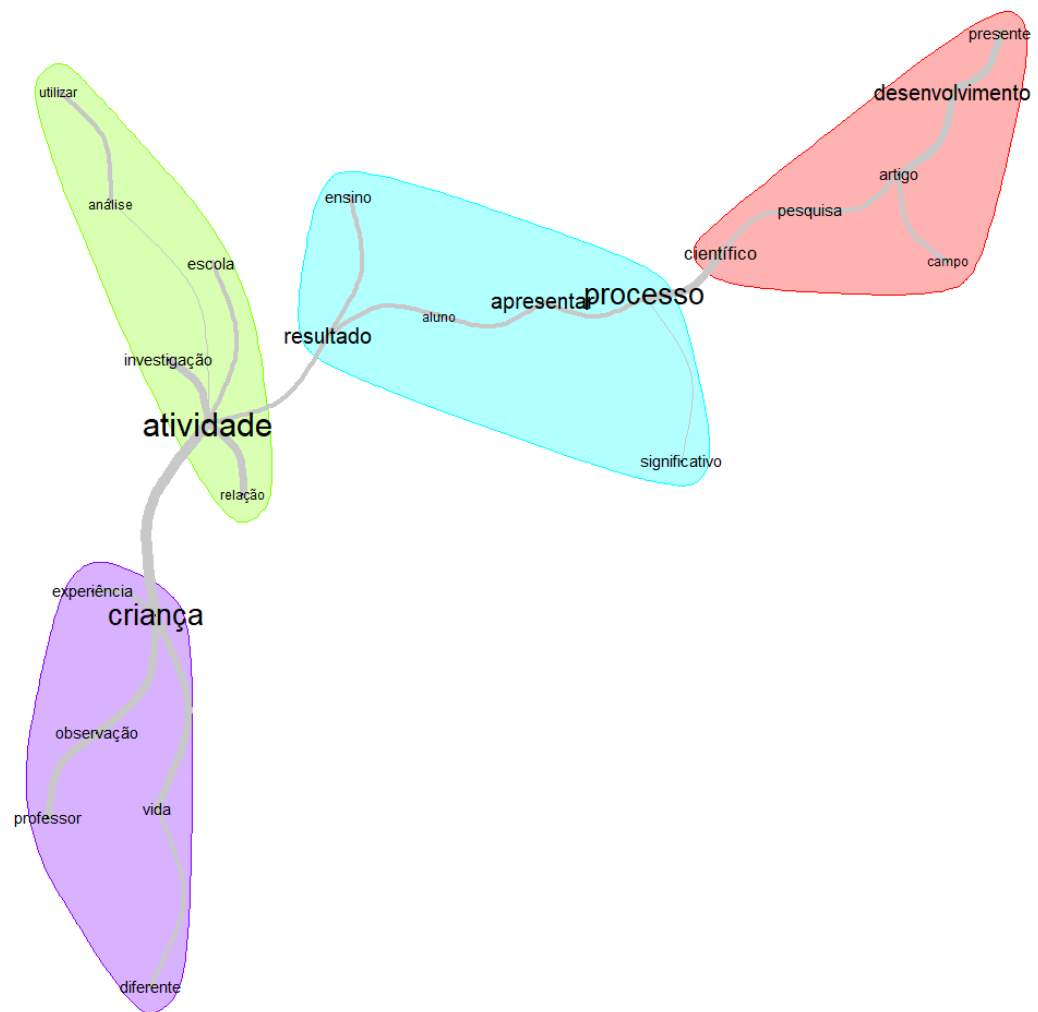 presente
utilizar
desenvolvimento
artigo
ensino
análise
pesquisa
científico
escola
campo
apresentar
processo
aluno
resultado
investigação
atividade
significativo
relação
experiência
criança
observação
vida
professor
diferente